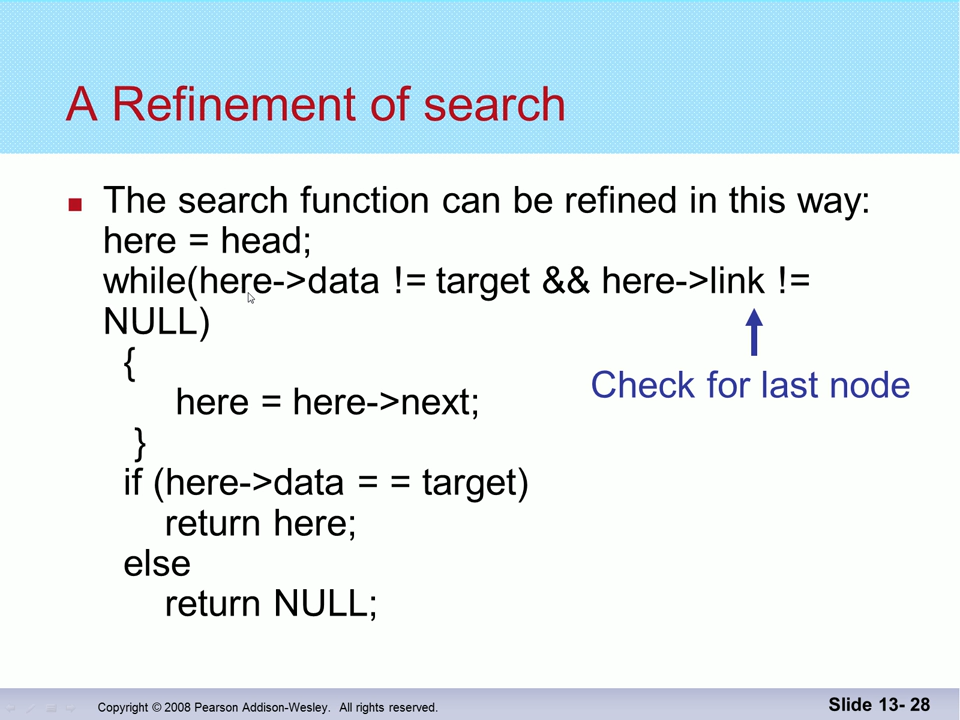 A Refinement of search
The search function can be refined in this way:
here = head;
while(here->data != target && here->link !=
NULL)
{
here = here->next;
}
if (here->data = = target)
return here;
else
return NULL;
Check for last node
Copyright © 2008 Pearson Addison-Wesley. All rights reserved.
Slide 13- 28